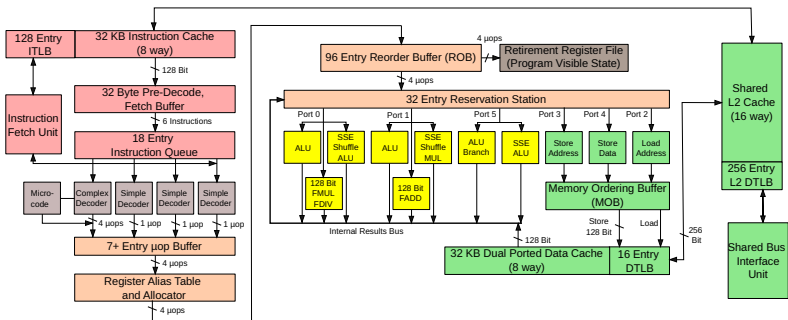 128 Entry
ITLB
32 KB Instruction Cache
(8 way)
128 Bit
32 Byte Pre-Decode,
Fetch Buffer
Instruction
Fetch Unit
6 Instructions
18 Entry
Instruction Queue
Micro-
code
Complex
Decoder
Simple
Decoder
Simple
Decoder
Simple
Decoder
4 µops
1 µop
1 µop
1 µop
7+ Entry µop Buffer
4 µops
Register Alias Table
and Allocator
4 µops
96 Entry Reorder Buffer (ROB)
4 µops
Retirement Register File
(Program Visible State)
4 µops
32 Entry Reservation Station
Port 0
Port 1
Port 5
Port 3
Port 4
Port 2
ALU
SSE
Shuffle
ALU
ALU
SSE
Shuffle
MUL
ALU
Branch
SSE
ALU
Store
Address
Store
Data
Load
Address
128 Bit
FMUL
FDIV
128 Bit
FADD
Memory Ordering Buffer
(MOB)
Internal Results Bus
Store
128 Bit
Load
128 Bit
256
Bit
32 KB Dual Ported Data Cache
(8 way)
16 Entry
DTLB
Shared
L2 Cache
(16 way)
256 Entry
L2 DTLB
Shared Bus
Interface
Unit